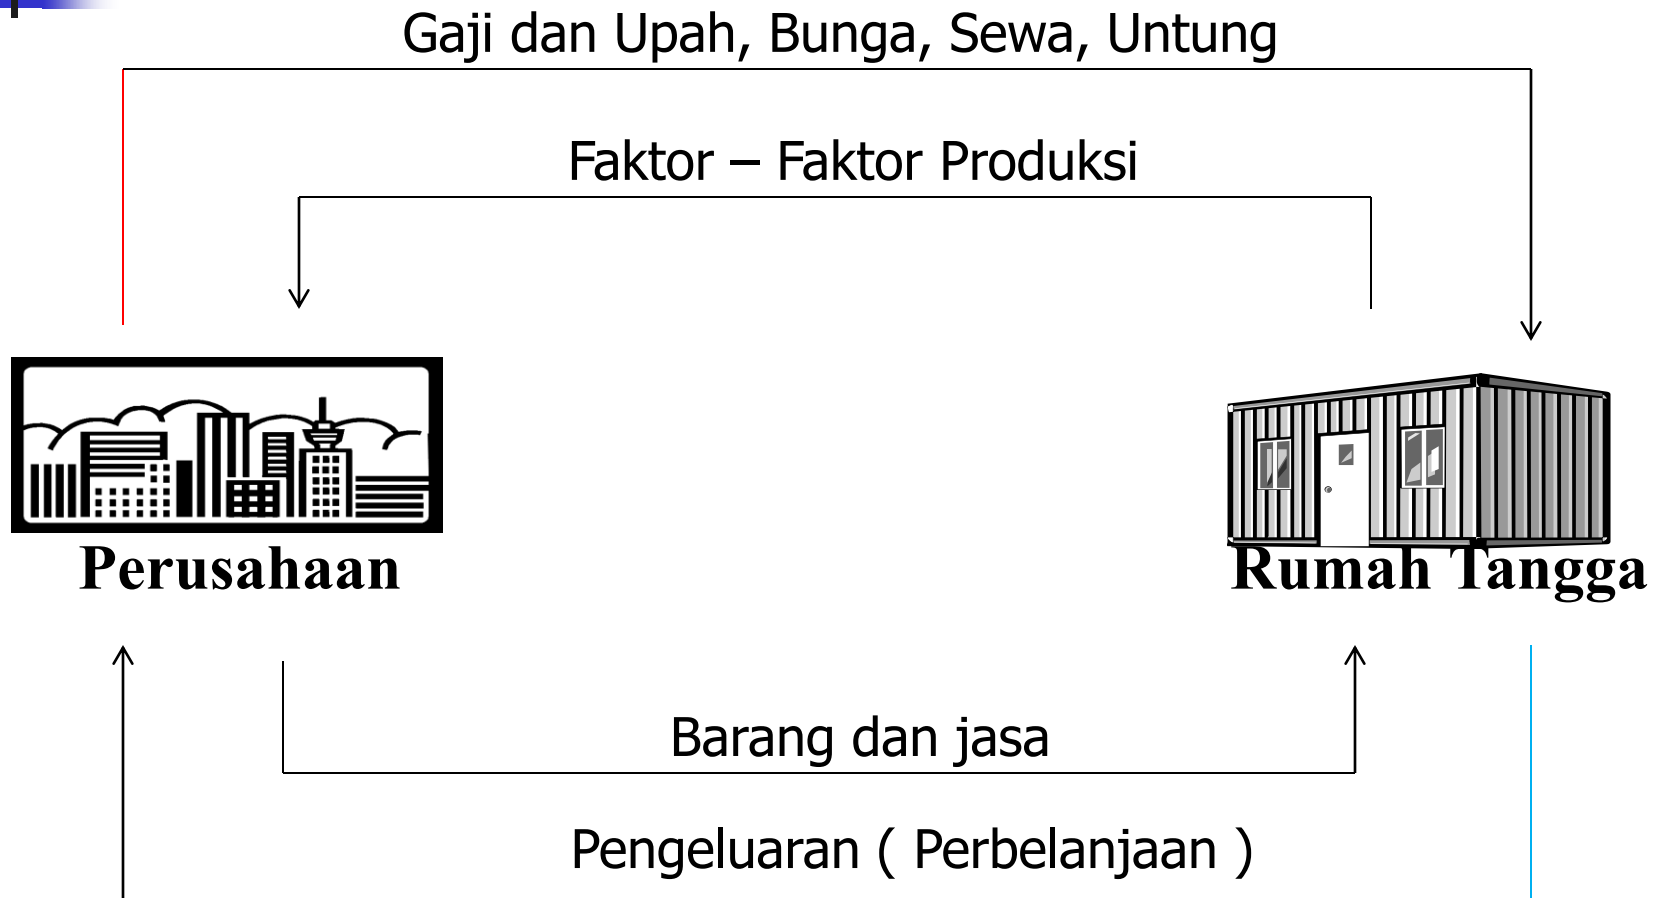 Gaji dan Upah, Bunga, Sewa, Untung
Faktor – Faktor Produksi
Perusahaan
Rumah Tangga
Barang dan jasa
Pengeluaran ( Perbelanjaan )